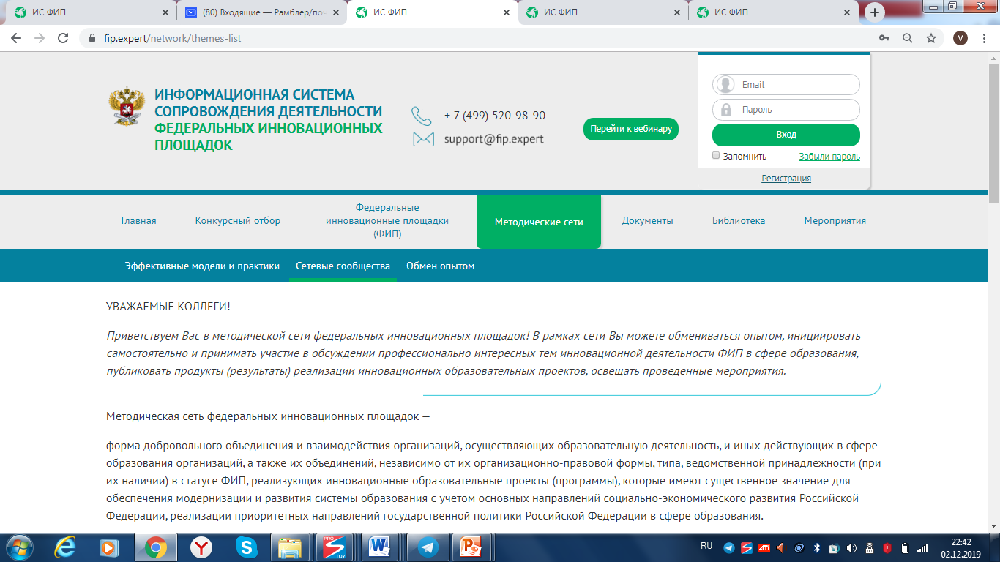 ИС ФИП
(80) Входящие — Рамблер/поч
ИС ФИП
ИС ФИП
ИС ФИП
fip.expert/network/themes-list
V
ИНФОРМАЦИОННАЯ СИСТЕМА
СОПРОВОЖДЕНИЯ ДЕЯТЕЛЬНОСТИ
ФЕДЕРАЛЬНЫХ ИННОВАЦИОННЫХ
ПЛОЩАДОК
+ 7 (499) 520-98-90
support@fip.expert
Перейти к вебинару
Email
Пароль
Вход
Запомнить
Забыли пароль
Регистрация
Главная
Конкурсный отбор
Федеральные
инновационные площадки
(ФИП)
Методические сети
Документы
Библиотека
Мероприятия
Эффективные модели и практики
Сетевые сообщества
Обмен опытом
УВАЖАЕМЫЕ КОЛЛЕГИ!
Приветствуем Вас в методической сети федеральных инновационных площадок! В рамках сети Вы можете обмениваться опытом, инициировать
самостоятельно и принимать участие в обсуждении профессионально интересных тем инновационной деятельности ФИП в сфере образования,
публиковать продукты (результаты) реализации инновационных образовательных проектов, освещать проведенные мероприятия.
Методическая сеть федеральных инновационных площадок —
форма добровольного объединения и взаимодействия организаций, осуществляющих образовательную деятельность, и иных действующих в сфере
образования организаций, а также их объединений, независимо от их организационно-правовой формы, типа, ведомственной принадлежности (при
их наличии) в статусе ФИП, реализующих инновационные образовательные проекты (программы), которые имеют существенное значение для
обеспечения модернизации и развития системы образования с учетом основных направлений социально-экономического развития Российской
Федерации, реализации приоритетных направлений государственной политики Российской Федерации в сфере образования.
PRO
TOY
RU
ATI
22:42
02.12.2019